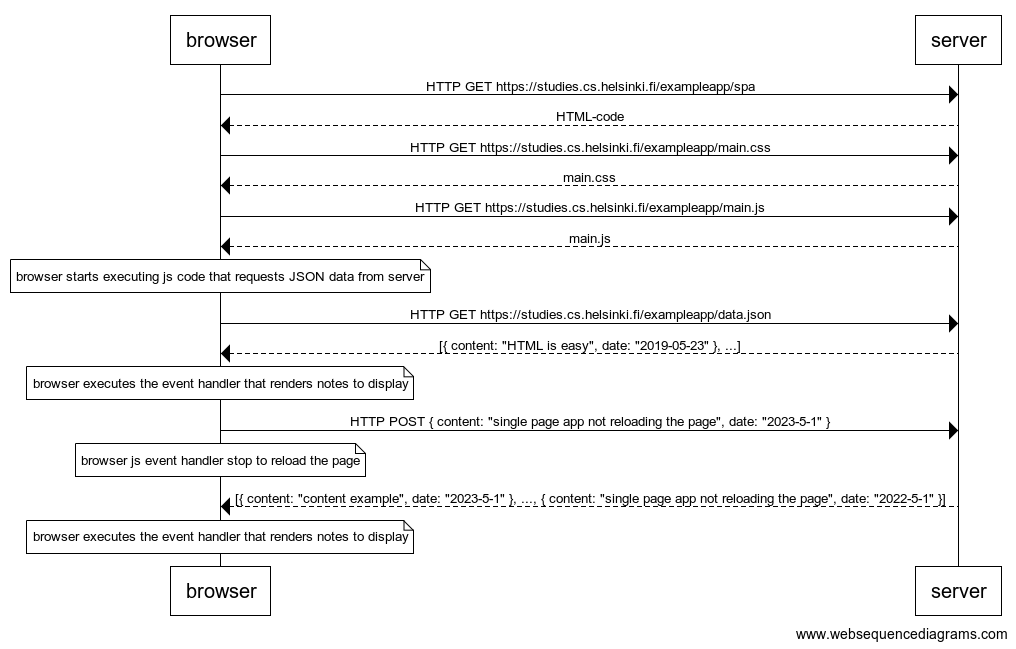 browser
server
HTTP GET https://studies.cs.helsinki.fi/exampleapp/spa
HTML-code
HTTP GET https://studies.cs.helsinki.fi/exampleapp/main.css
main.css
HTTP GET https://studies.cs.helsinki.fi/exampleapp/main.js
main.js
browser starts executing js code that requests JSON data from server
HTTP GET https://studies.cs.helsinki.fi/exampleapp/data.json
[{ content: "HTML is easy", date: "2019-05-23" }, ...]
browser executes the event handler that renders notes to display
HTTP POST { content: "single page app not reloading the page", date: "2023-5-1" }
browser js event handler stop to reload the page
[{ content: "content example", date: "2023-5-1" }, ..., { content: "single page app not reloading the page", date: "2022-5-1" }]
browser executes the event handler that renders notes to display
browser
server
www.websequencediagrams.com